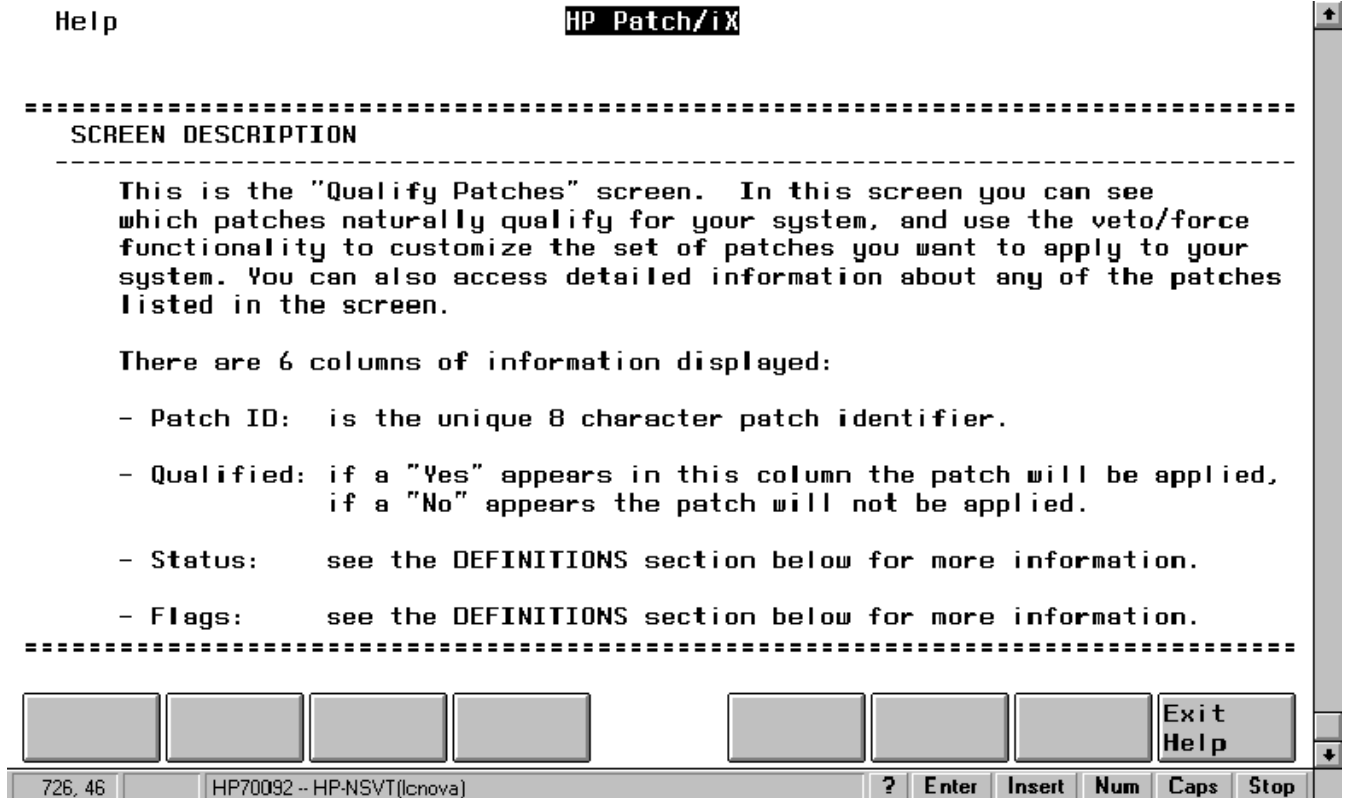 Help HP Patch/iX
================================================================================
SCREEN DESCRIPTION
------------------------------------------------------------------------------
This is the "Qualify Patches" screen.  In this screen you can see
which patches naturally qualify for your system, and use the veto/force
functionality to customize the set of patches you want to apply to your
system. You can also access detailed information about any of the patches
listed in the screen.
There are 6 columns of information displayed:
- Patch ID:  is the unique 8 character patch identifier.
- Qualified: if a "Yes" appears in this column the patch will be applied,
if a "No" appears the patch will not be applied.
- Status:    see the DEFINITIONS section below for more information.
- Flags:     see the DEFINITIONS section below for more information.
================================================================================
Exit
Help
726, 46 HP70092 -- HP-NSVT(lcnova) ? Enter Insert Num Caps Stop